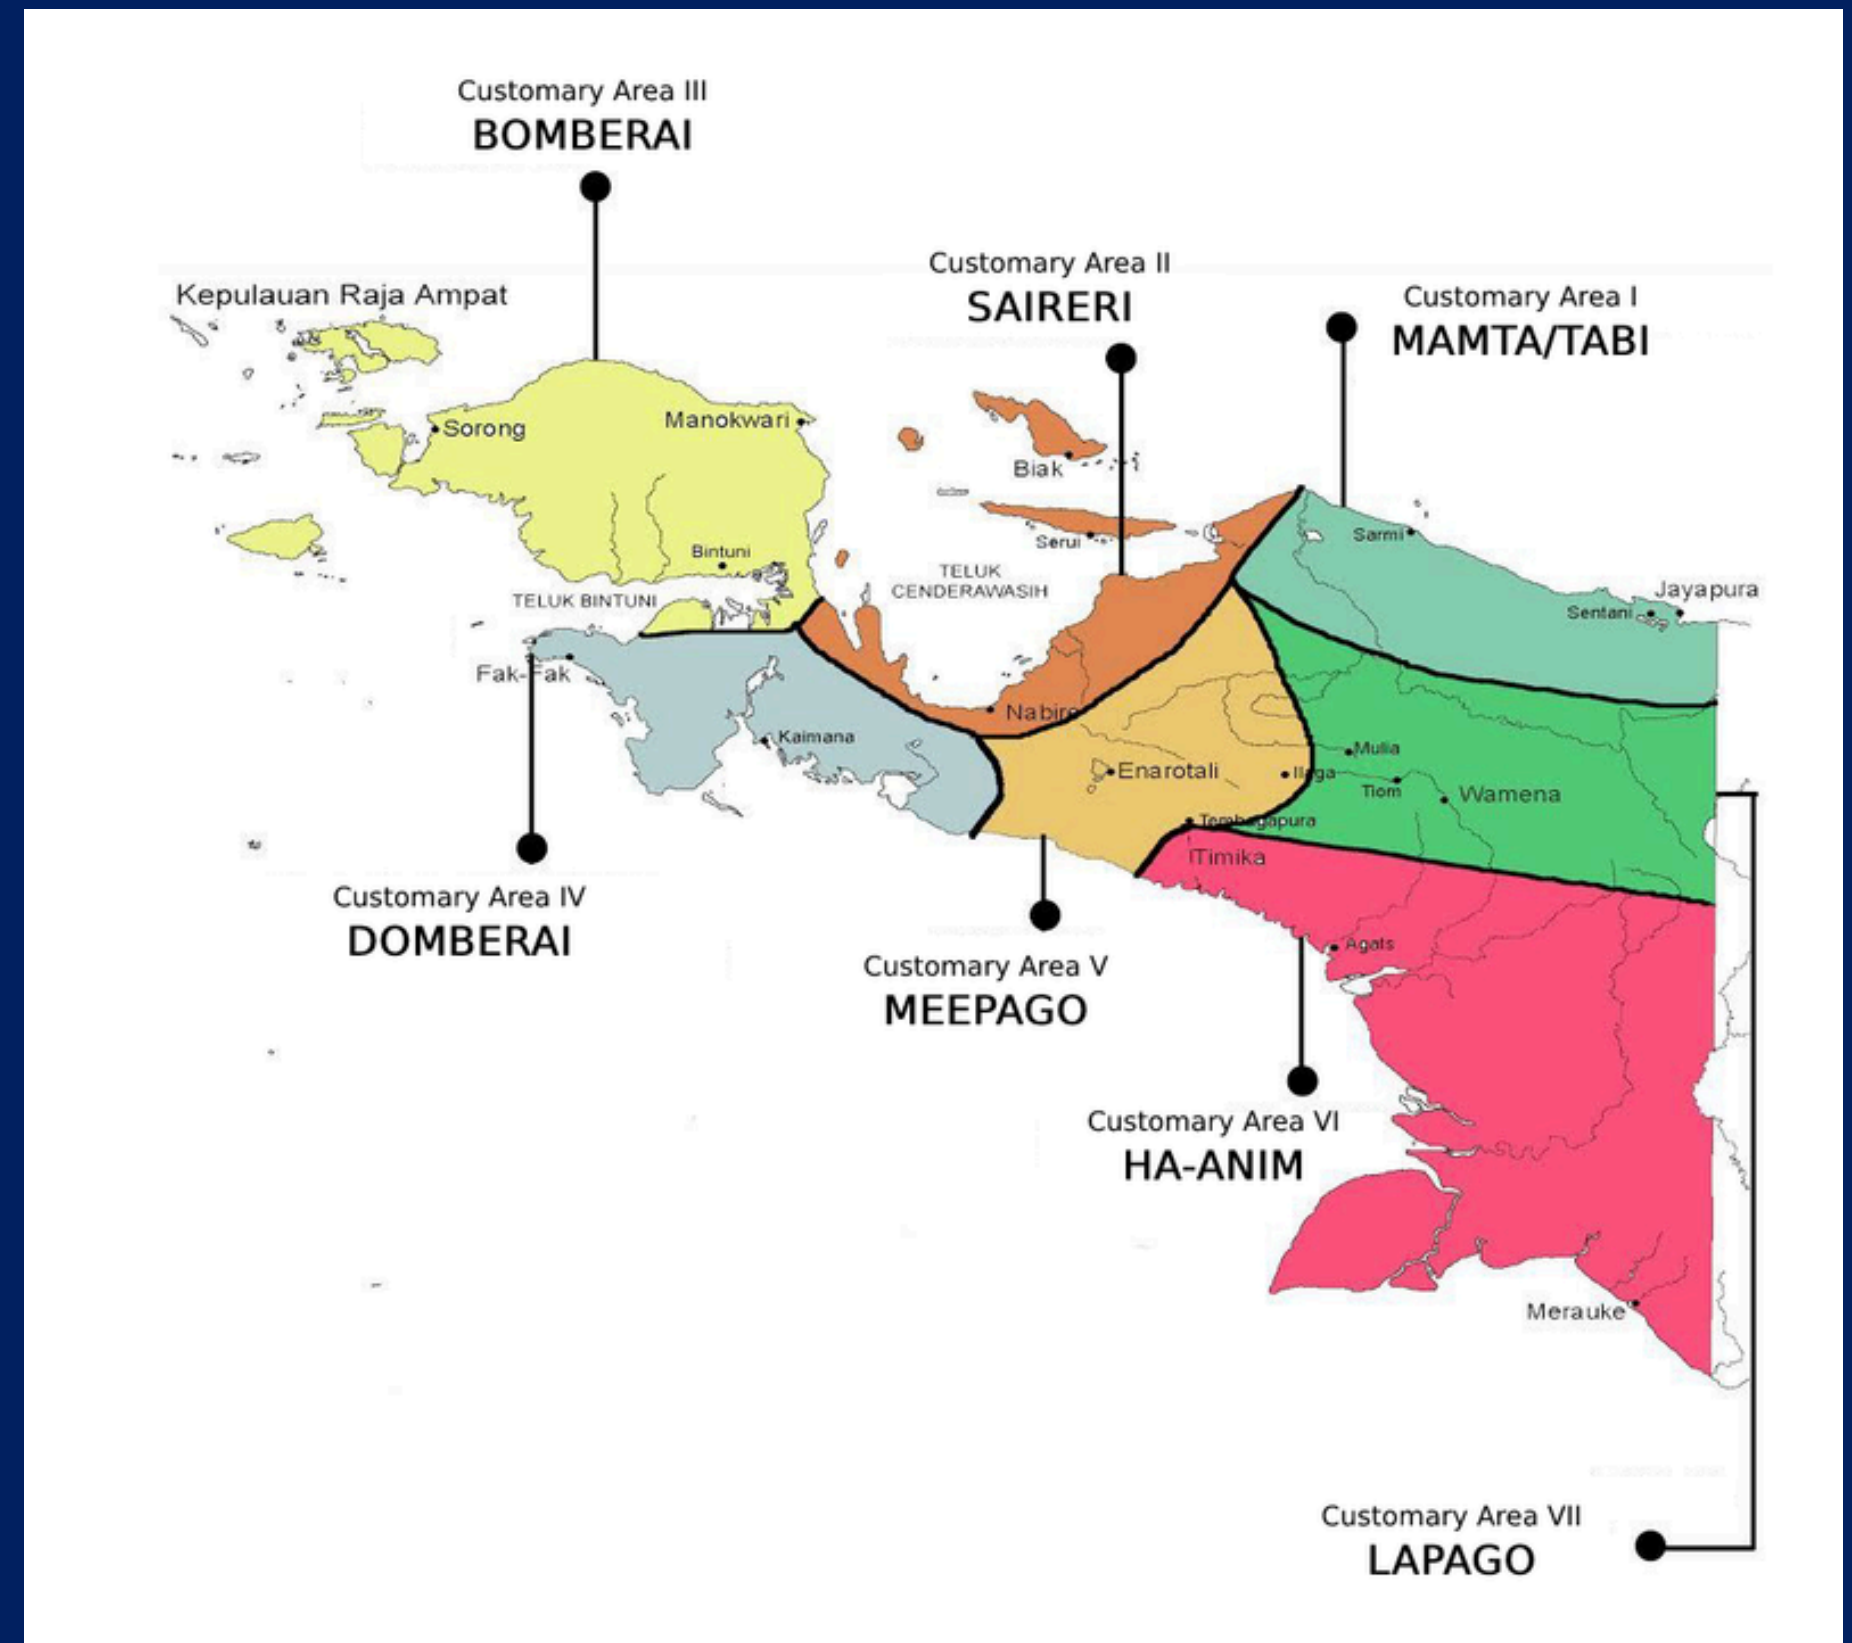 Customary Area III
BOMBERAI
Customary Area II
SAIRERI
Customary Area I
MAMTA/TABI
Kepulauan Raja Ampat
Sorong
Manokwari
Biak
Serui
Sarmi
Bintuni
TELUK
CENDERAWASIH
Jayapura
Sentani
TELUK BINTUNI
Fak-Fak
Nabire
Kaimana
Mulia
Enarotali
Ilaga
Tiom
Wamena
Tembagapura
Timika
Customary Area IV
DOMBERAI
Agats
Customary Area V
MEEPAGO
Customary Area VI
HA-ANIM
Merauke
Customary Area VII
LAPAGO